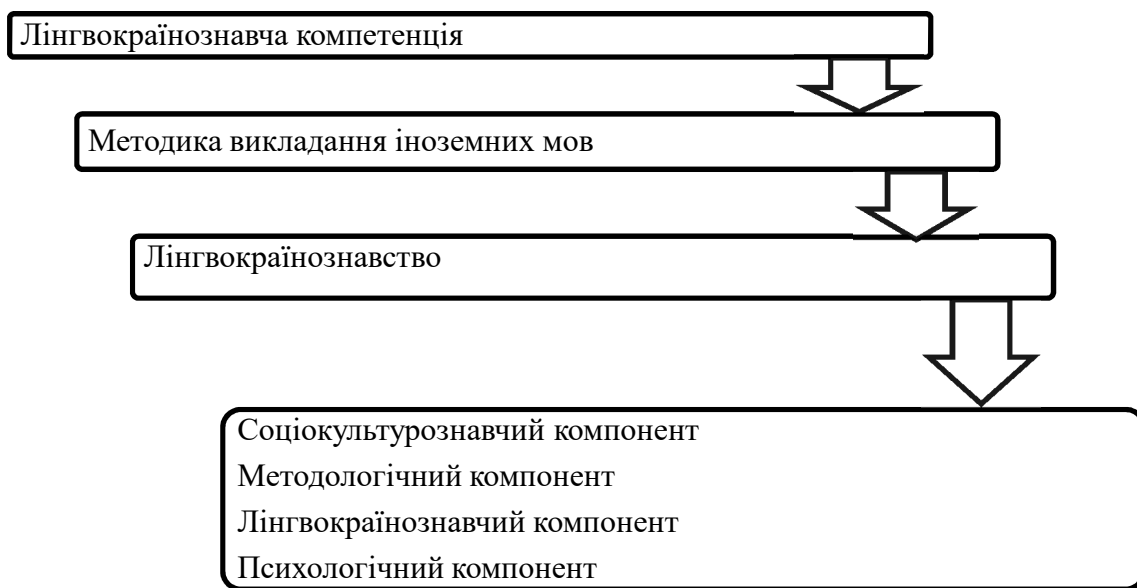 Лінгвокраїнознавча компетенція
Методика викладання іноземних мов
Лінгвокраїнознавство
Соціокультурознавчий компонент
Методологічний компонент
Лінгвокраїнознавчий компонент
Психологічний компонент